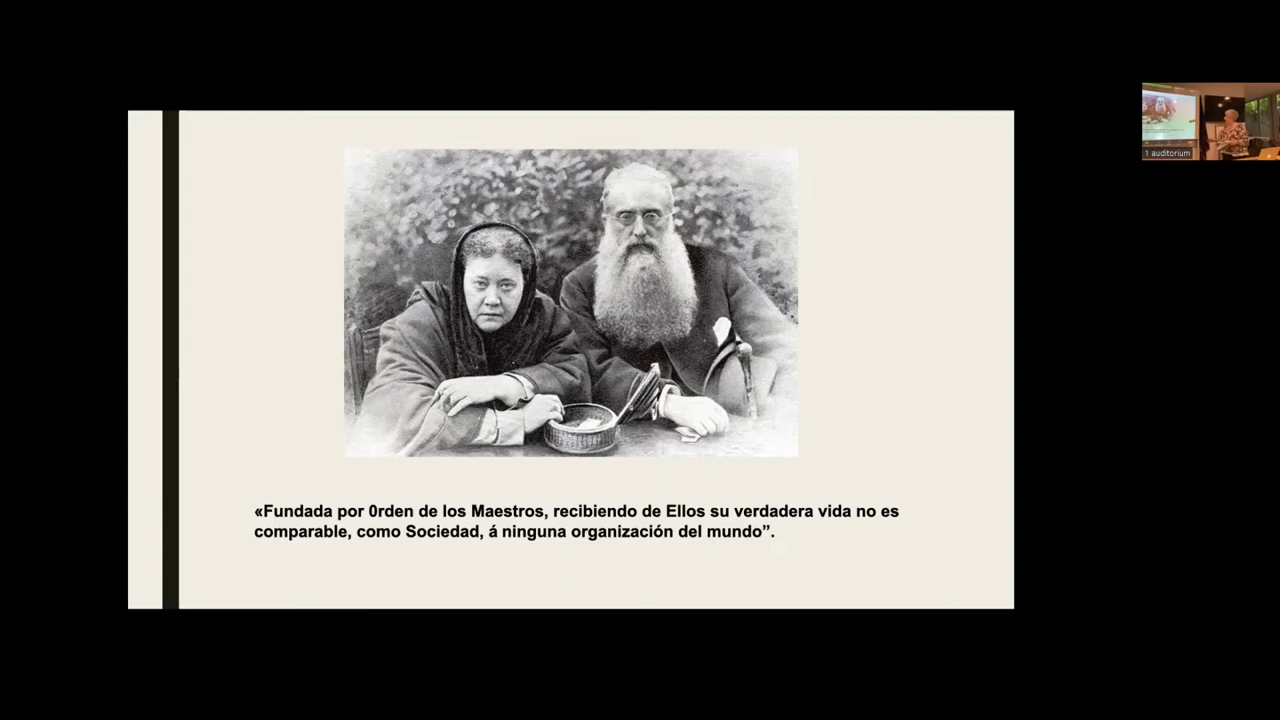 «Fundada por 0rden de los Maestros, recibiendo de Ellos su verdadera vida no es
comparable, como Sociedad, á ninguna organización del mundo”.
1 auditorium